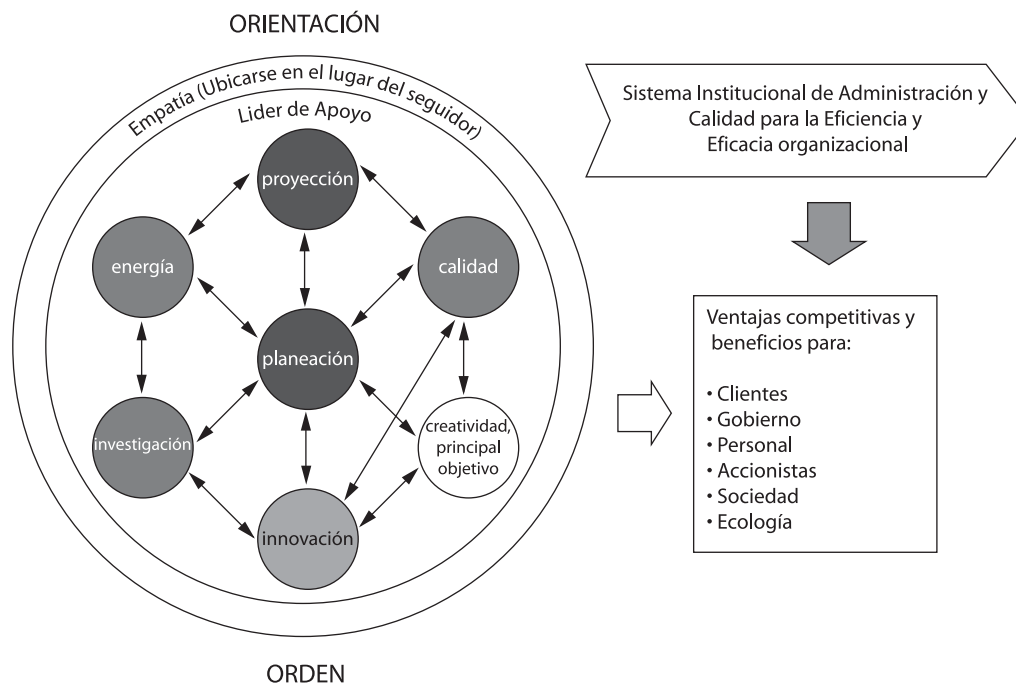 ORIENTACIÓN
Empatía (Ubicarse en el lugar del seguidor)
Lider de Apoyo
proyección
energía
calidad
planeación
investigación
creatividad,
principal
objetivo
innovación
ORDEN
Sistema Institucional de Administración y
Calidad para la Eficiencia y
Eficacia organizacional
Ventajas competitivas y
beneficios para:
• Clientes
• Gobierno
• Personal
• Accionistas
• Sociedad
• Ecología